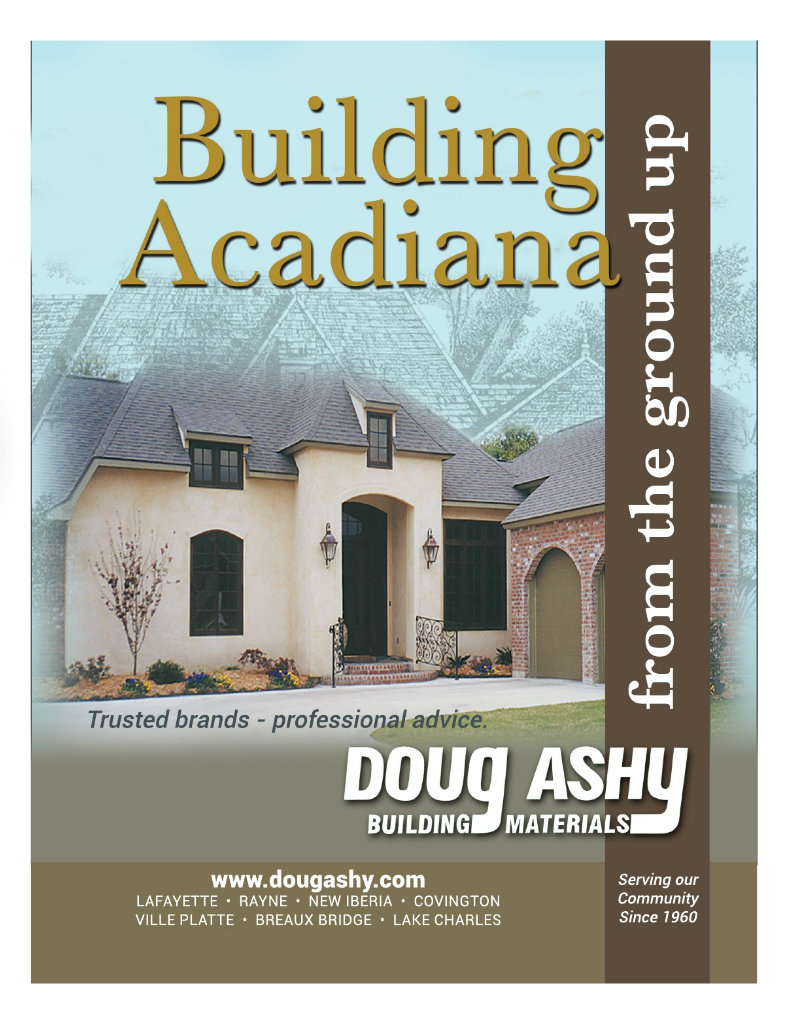 Building
Acadiana
from the ground up
Trusted brands - professional advice.
DOUg ASHy
BUILDING MATERIALS
www.dougashy.com
LAFAYETTE • RAYNE • NEW IBERIA • COVINGTON
VILLE PLATTE • BREAUX BRIDGE • LAKE CHARLES
Serving our
Community
Since 1960